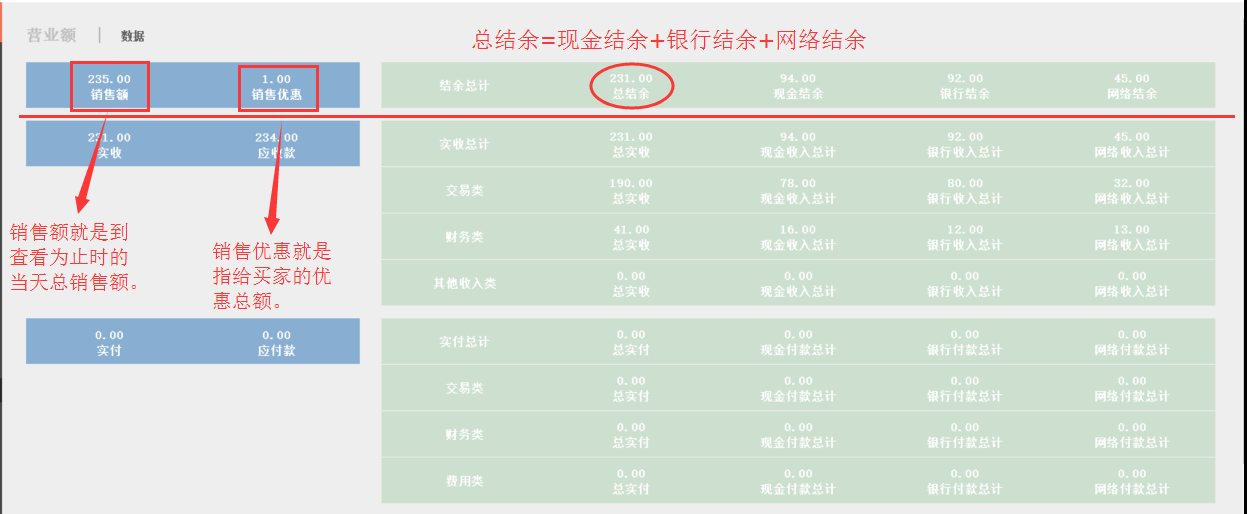 营业额 | 数据
总结余=现金结余+银行结余+网络结余
235.00 1.00
销售额 销售优惠
结余总计
231.00 94.00 92.00 45.00
总结余 现金结余 银行结余 网络结余
231.00 234.00
实收 应收款
实收总计
231.00 94.00 92.00 45.00
总实收 现金收入总计 银行收入总计 网络收入总计
交易类
190.00 78.00 80.00 32.00
总实收 现金收入总计 银行收入总计 网络收入总计
财务类
41.00 16.00 12.00 13.00
总实收 现金收入总计 银行收入总计 网络收入总计
其他收入类
0.00 0.00 0.00 0.00
总实收 现金收入总计 银行收入总计 网络收入总计
销售额就是到
查看为止时的
当天总销售额。
销售优惠就是
指给买家的优
惠总额。
0.00 0.00
实付 应付款
实付总计
0.00 0.00 0.00 0.00
总实付 现金付款总计 银行付款总计 网络付款总计
交易类
0.00 0.00 0.00 0.00
总实付 现金付款总计 银行付款总计 网络付款总计
财务类
0.00 0.00 0.00 0.00
总实付 现金付款总计 银行付款总计 网络付款总计
费用类
0.00 0.00 0.00 0.00
总实付 现金付款总计 银行付款总计 网络付款总计